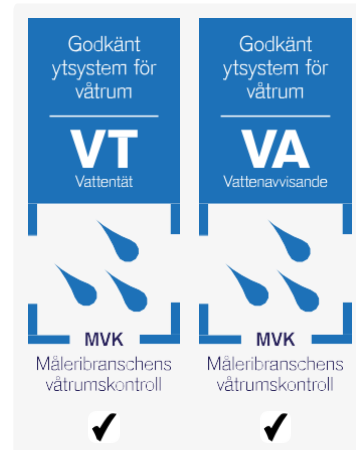 Godkänt
ytsystem för
våtrum
VT
Vattentät
MVK
Måleribranschens
våtrumskontroll
Godkänt
ytsystem för
våtrum
VA
Vattenavvisande
MVK
Måleribranschens
våtrumskontroll